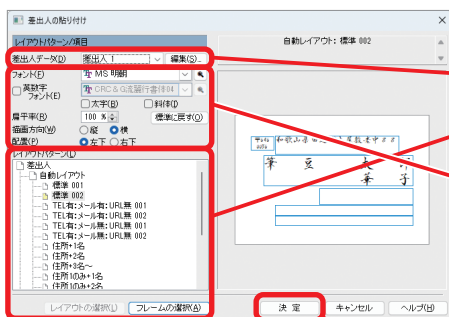 差出人の貼り付け
レイアウトパターン/項目
差出人データ(D) 差出人 1 編集(S)...
フォント(F) MS 明朝
英数字フォント(E) CRC&G流麗行書体04
太字(B) 斜体(I)
扁平率(R) 100 % 標準に戻す(O)
描画方向(W) 縦 横
配置(P) 左下 右下
レイアウトパターン(L)
差出人
自動レイアウト
標準 001
標準 002
TEL有:メール有:URL無 001
TEL有:メール有:URL無 002
TEL有:メール無:URL無 001
TEL有:メール無:URL無 002
住所+1名
住所+2名
住所+3名～
住所1のみ+1名
住所1のみ+2名
レイアウトの選択(L) フレームの選択(A)
自動レイアウト: 標準 002
筆 豆
筆 子
決 定 キャンセル ヘルプ(H)